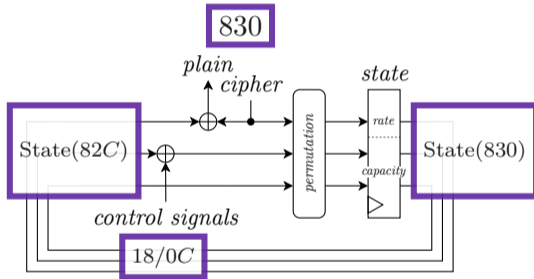 830
plain
cipher
state
State(82C)
permutation
rate
capacity
State(830)
control signals
18/0C